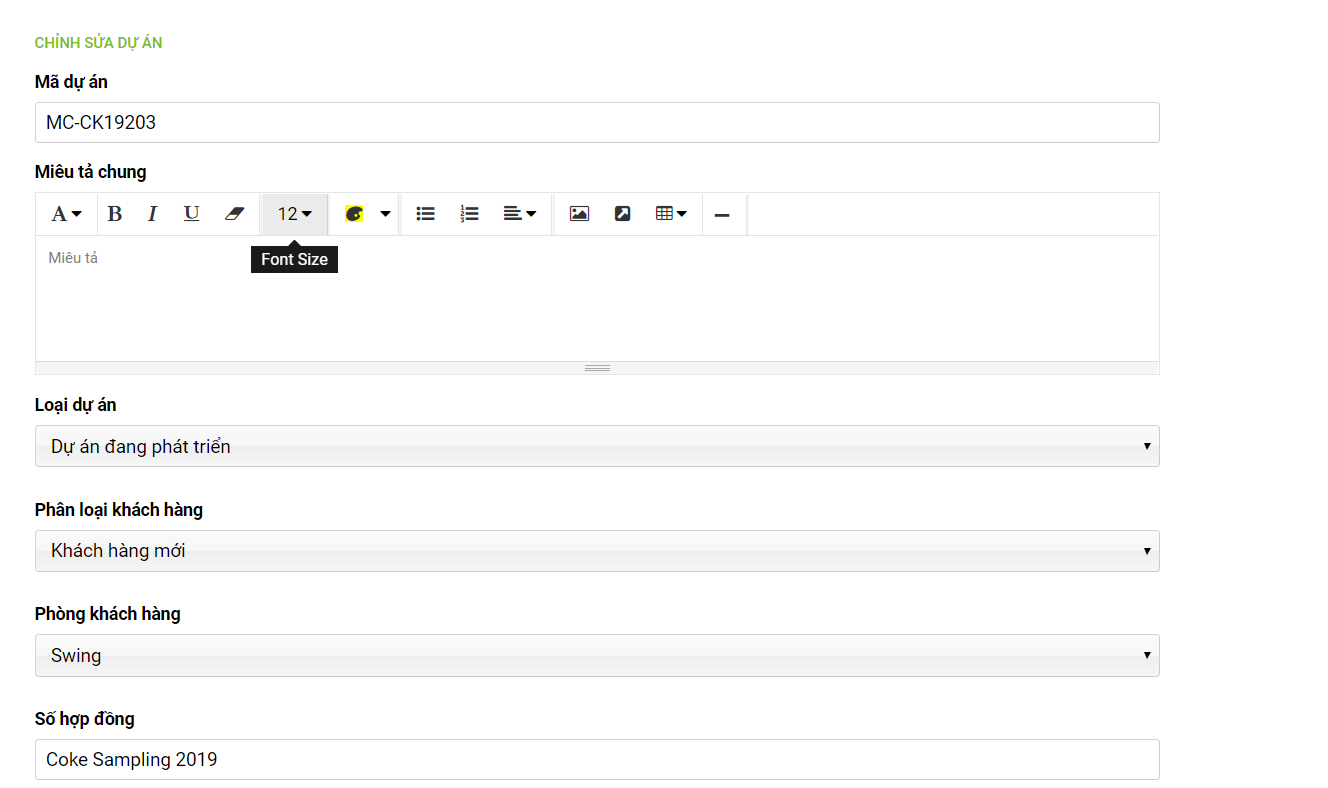 CHỈNH SỬA DỰ ÁN
Mã dự án
MC-CK19203
Miêu tả chung
A B I U 12
Miêu tả
Font Size
Loại dự án
Dự án đang phát triển
Phân loại khách hàng
Khách hàng mới
Phòng khách hàng
Swing
Số hợp đồng
Coke Sampling 2019